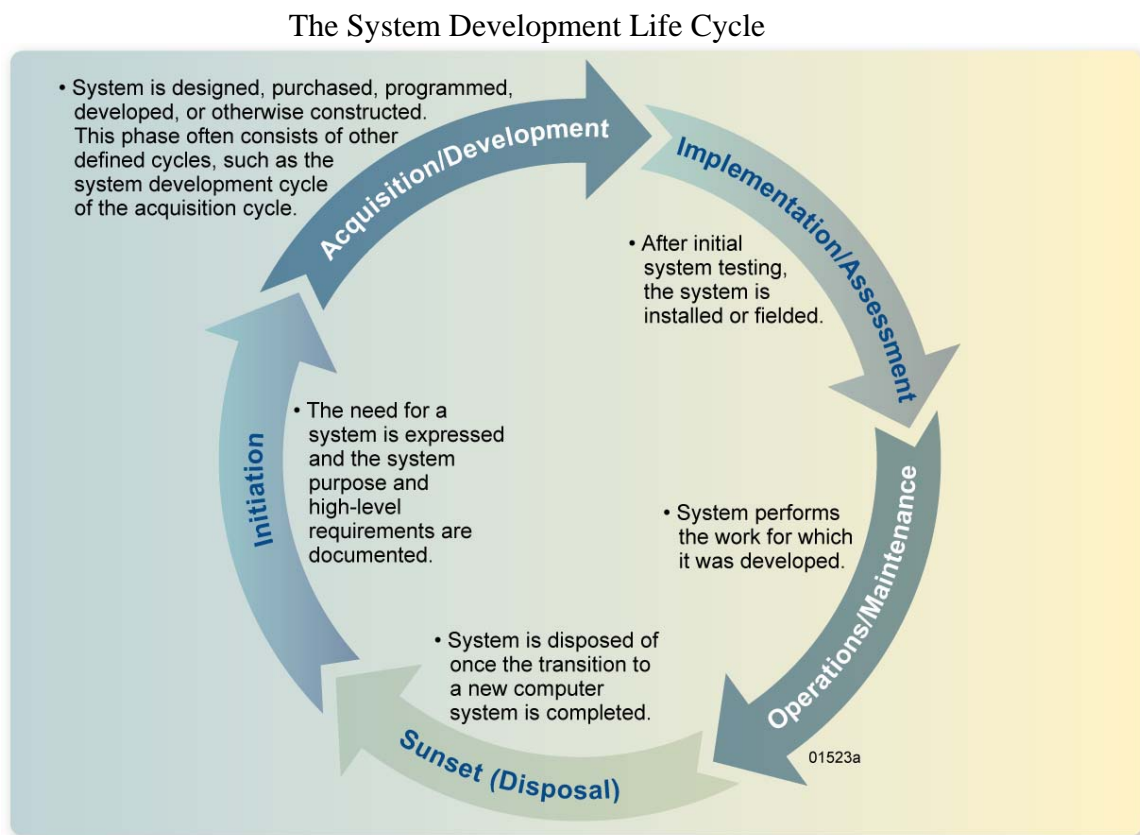 The System Development Life Cycle
• System is designed, purchased, programmed,
developed, or otherwise constructed.
This phase often consists of other
defined cycles, such as the
system development cycle
of the acquisition cycle.
Acquisition/Development
Implementation/Assessment
• After initial
system testing,
the system is
installed or fielded.
Initiation
• The need for a
system is expressed
and the system
purpose and
high-level
requirements are
documented.
• System performs
the work for which
it was developed.
Operations/Maintenance
• System is disposed of
once the transition to
a new computer
system is completed.
Sunset (Disposal)
01523a